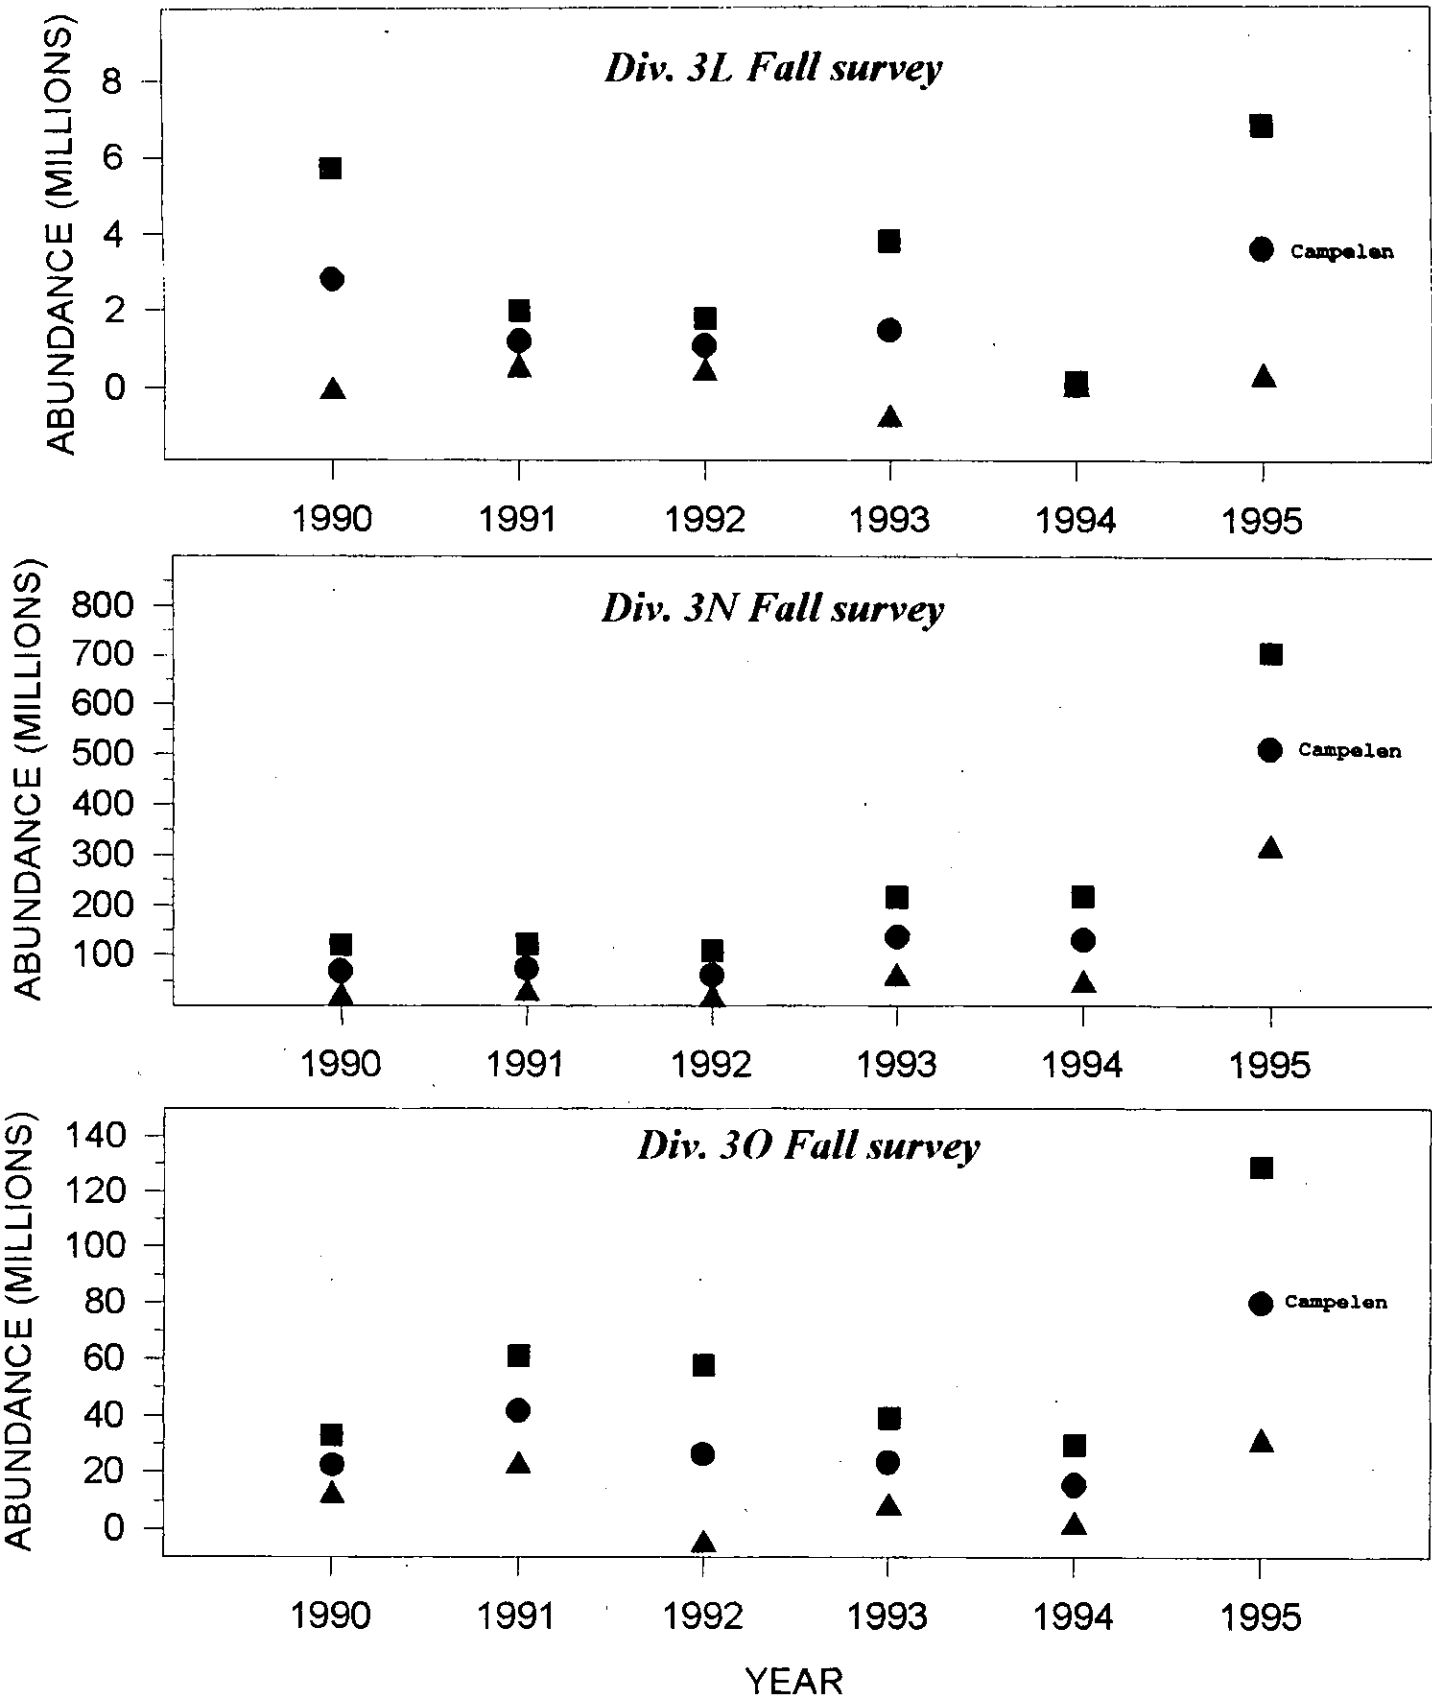 Div. 3L Fall survey
ABUNDANCE (MILLIONS)
8
6
4
2
0
Campelen
1990 1991 1992 1993 1994 1995
Div. 3N Fall survey
ABUNDANCE (MILLIONS)
800
700
600
500
400
300
200
100
Campelen
1990 1991 1992 1993 1994 1995
Div. 3O Fall survey
ABUNDANCE (MILLIONS)
140
120
100
80
60
40
20
0
Campelen
1990 1991 1992 1993 1994 1995
YEAR